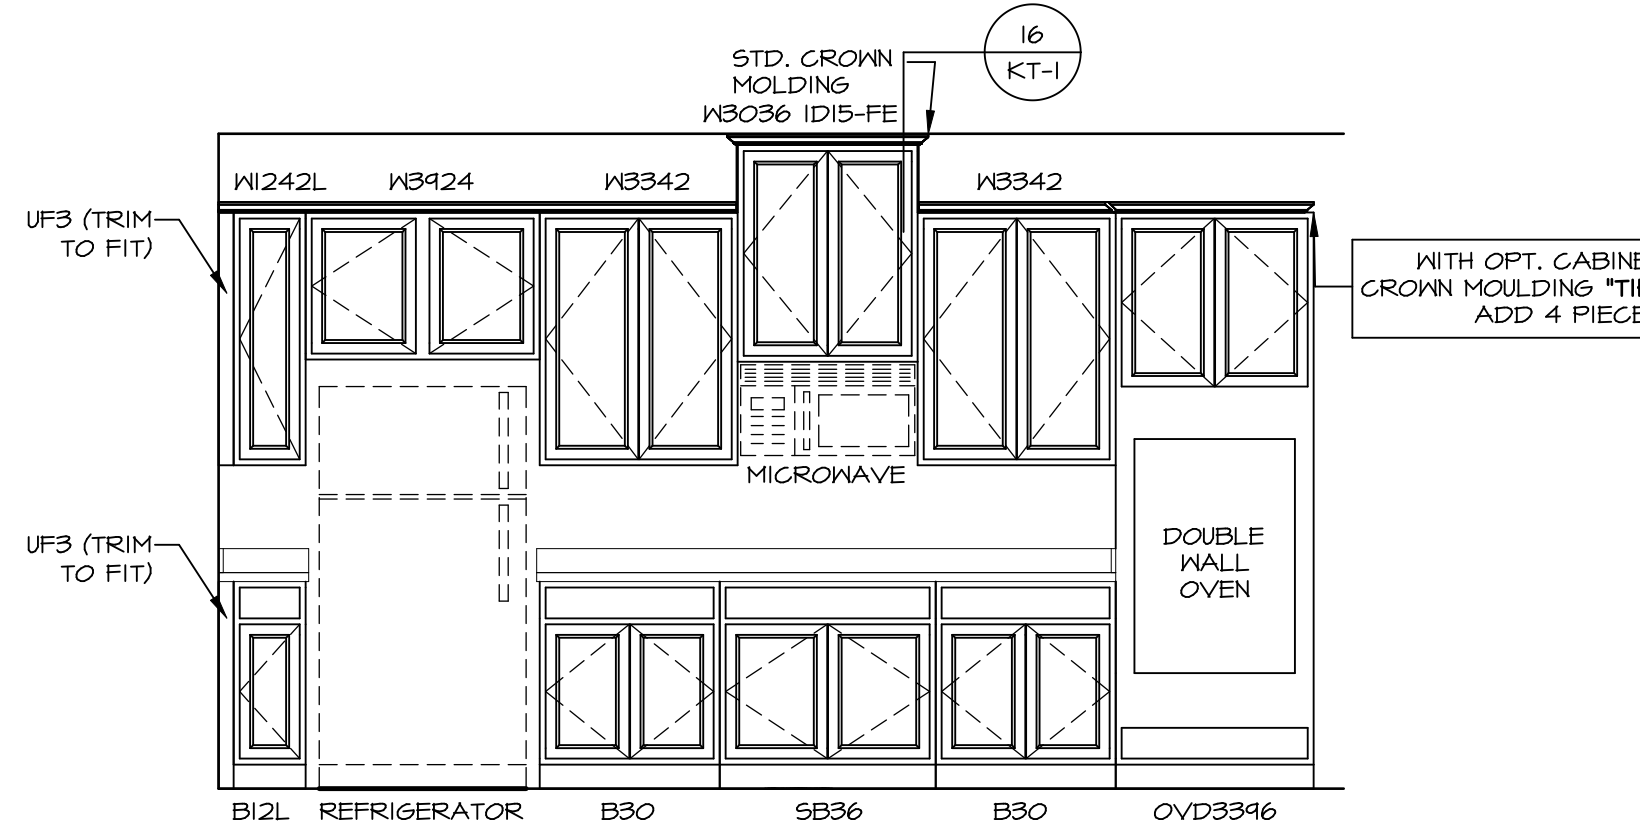 16
KT-1
STD. CROWN
MOLDING
W3036 1D15-FE
W1242L
W3924
W3342
W3342
UF3 (TRIM
TO FIT)
WITH OPT. CABINE
CROWN MOULDING "TI
ADD 4 PIECE
MICROWAVE
DOUBLE
WALL
OVEN
UF3 (TRIM
TO FIT)
B12L
REFRIGERATOR
B30
SB36
B30
OVD3396